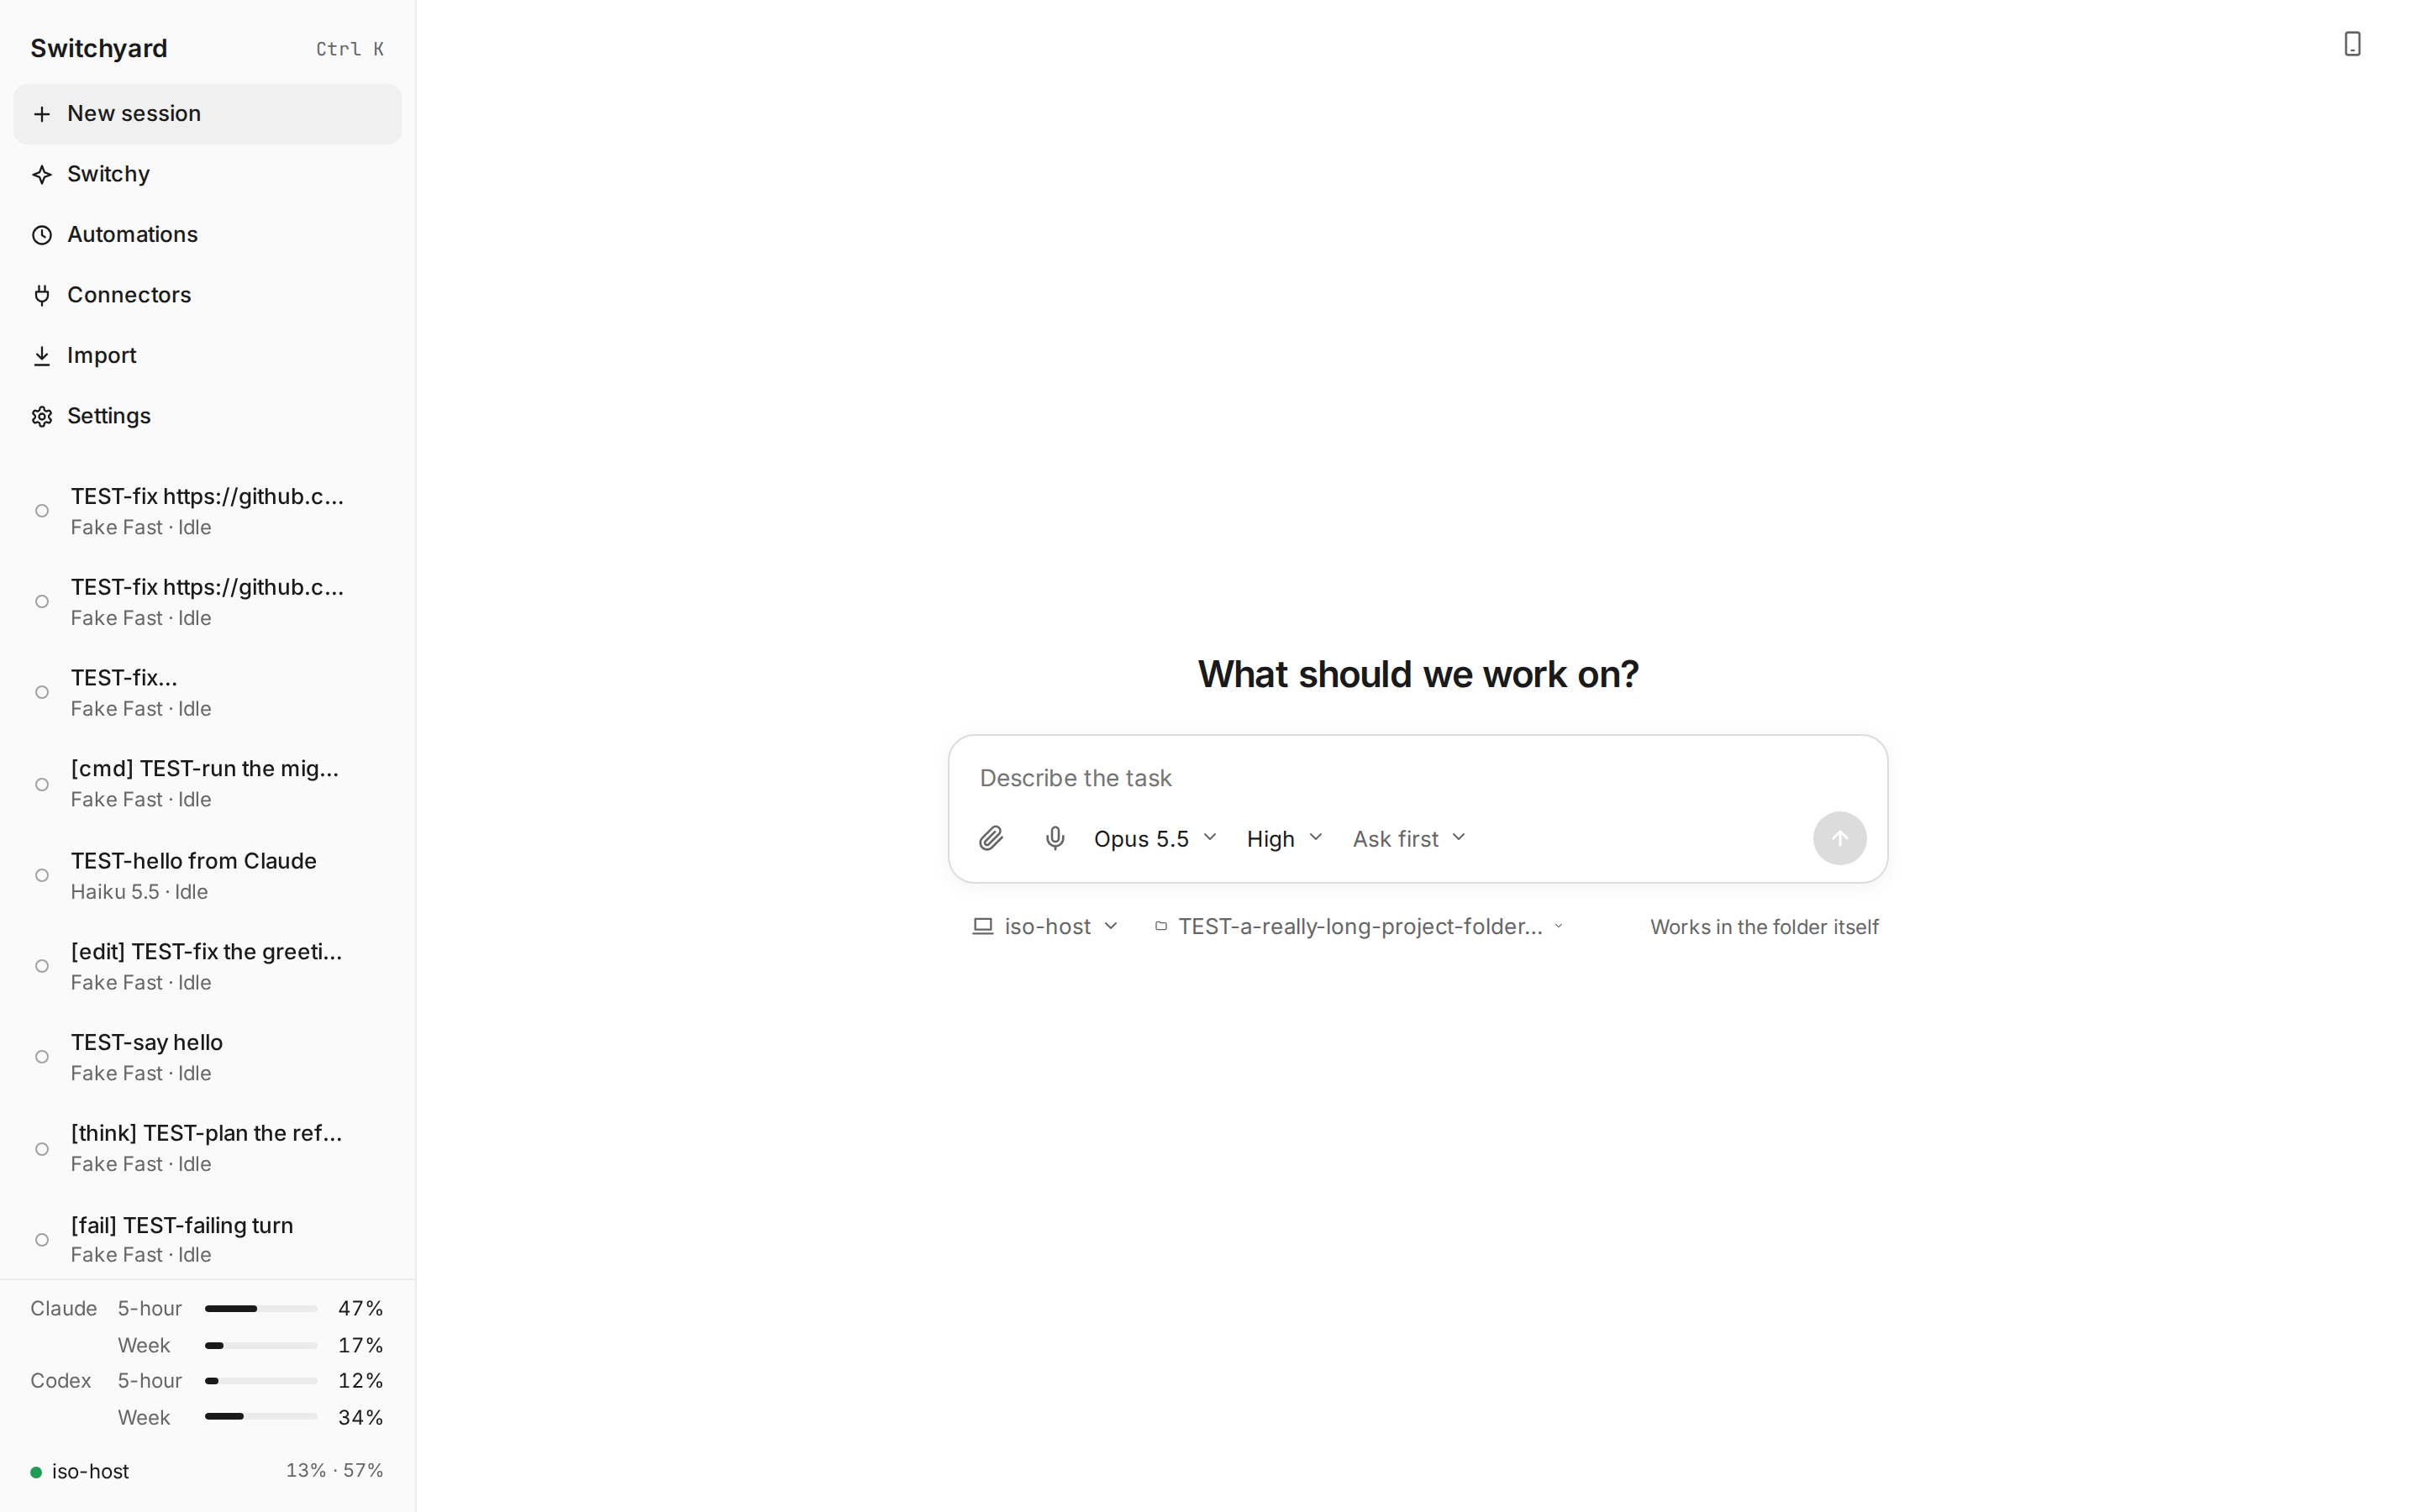 Switchyard Ctrl K
New session
Switchy
Automations
Connectors
Import
Settings
TEST-fix https://github.c...
Fake Fast · Idle
TEST-fix https://github.c...
Fake Fast · Idle
TEST-fix...
Fake Fast · Idle
[cmd] TEST-run the mig...
Fake Fast · Idle
TEST-hello from Claude
Haiku 5.5 · Idle
[edit] TEST-fix the greeti...
Fake Fast · Idle
TEST-say hello
Fake Fast · Idle
[think] TEST-plan the ref...
Fake Fast · Idle
[fail] TEST-failing turn
Fake Fast · Idle
Claude 5-hour 47%
Week 17%
Codex 5-hour 12%
Week 34%
iso-host 13% · 57%
What should we work on?
Describe the task
Opus 5.5 High Ask first
iso-host TEST-a-really-long-project-folder... Works in the folder itself